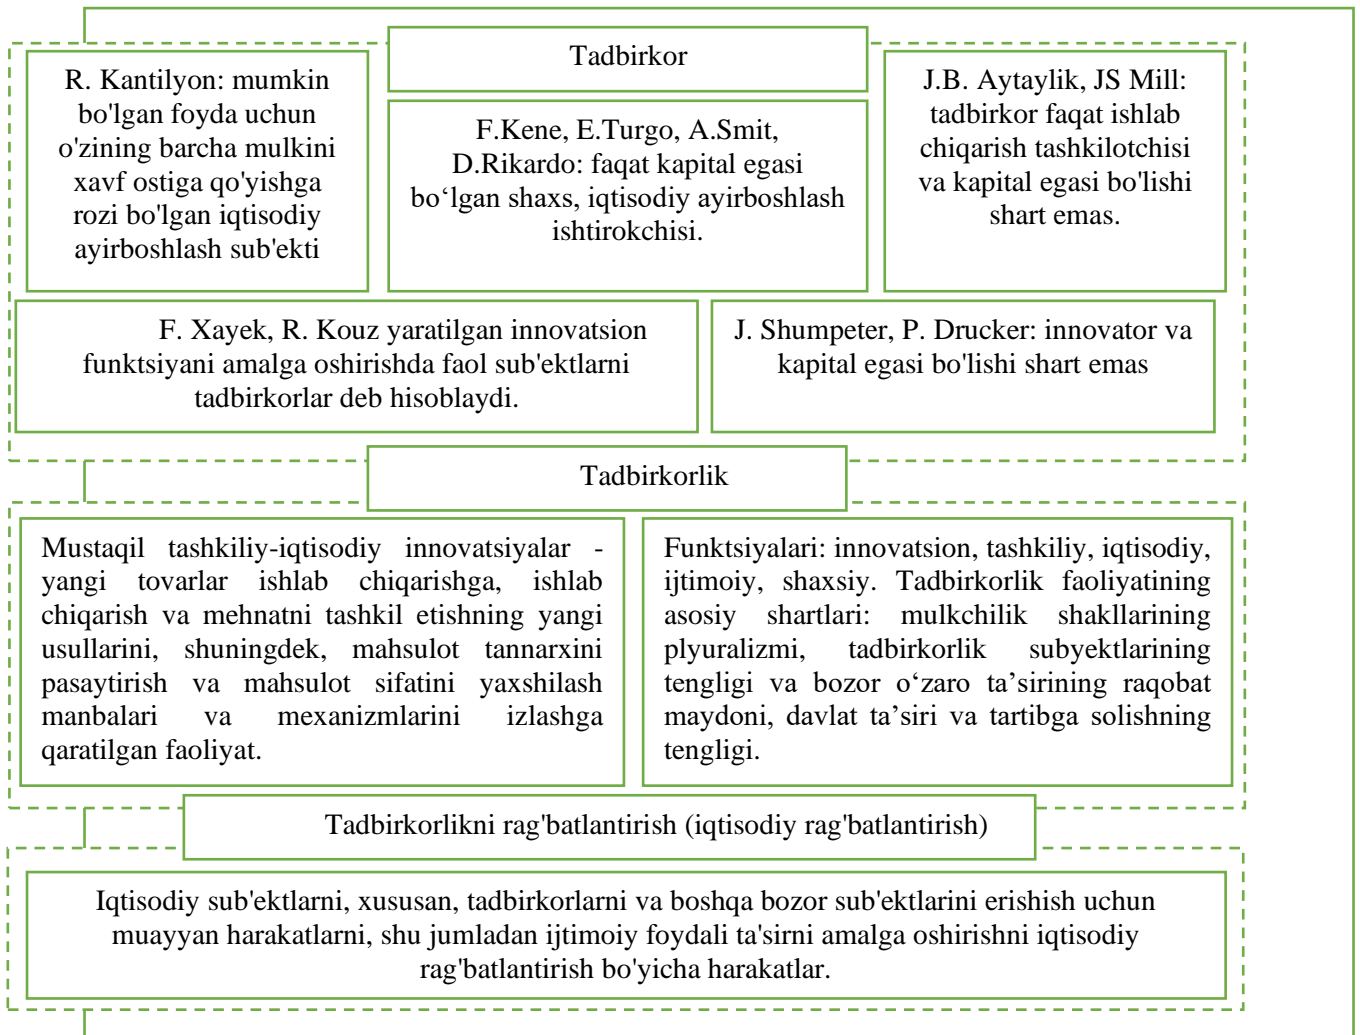 Tadbirkor
R. Kantilyon: mumkin
bo'lgan foyda uchun
o'zining barcha mulkini
xavf ostiga qo'yishga
rozi bo'lgan iqtisodiy
ayirboshlash sub'ekti
F.Kene, E.Turgo, A.Smit,
D.Rikardo: faqat kapital egasi
bo‘lgan shaxs, iqtisodiy ayirboshlash
ishtirokchisi.
J.B. Aytaylik, JS Mill:
tadbirkor faqat ishlab
chiqarish tashkilotchisi
va kapital egasi bo'lishi
shart emas.
F. Xayek, R. Kouz yaratilgan innovatsion
funktsiyani amalga oshirishda faol sub'ektlarni
tadbirkorlar deb hisoblaydi.
J. Shumpeter, P. Drucker: innovator va
kapital egasi bo'lishi shart emas
Tadbirkorlik
Mustaqil tashkiliy-iqtisodiy innovatsiyalar -
yangi tovarlar ishlab chiqarishga, ishlab
chiqarish va mehnatni tashkil etishning yangi
usullarini, shuningdek, mahsulot tannarxini
pasaytirish va mahsulot sifatini yaxshilash
manbalari va mexanizmlarini izlashga
qaratilgan faoliyat.
Funktsiyalari: innovatsion, tashkiliy, iqtisodiy,
ijtimoiy, shaxsiy. Tadbirkorlik faoliyatining
asosiy shartlari: mulkchilik shakllarining
plyuralizmi, tadbirkorlik subyektlarining
tengligi va bozor o‘zaro ta’sirining raqobat
maydoni, davlat ta’siri va tartibga solishning
tengligi.
Tadbirkorlikni rag'batlantirish (iqtisodiy rag'batlantirish)
Iqtisodiy sub'ektlarni, xususan, tadbirkorlarni va boshqa bozor sub'ektlarini erishish uchun
muayyan harakatlarni, shu jumladan ijtimoiy foydali ta'sirni amalga oshirishni iqtisodiy
rag'batlantirish bo'yicha harakatlar.